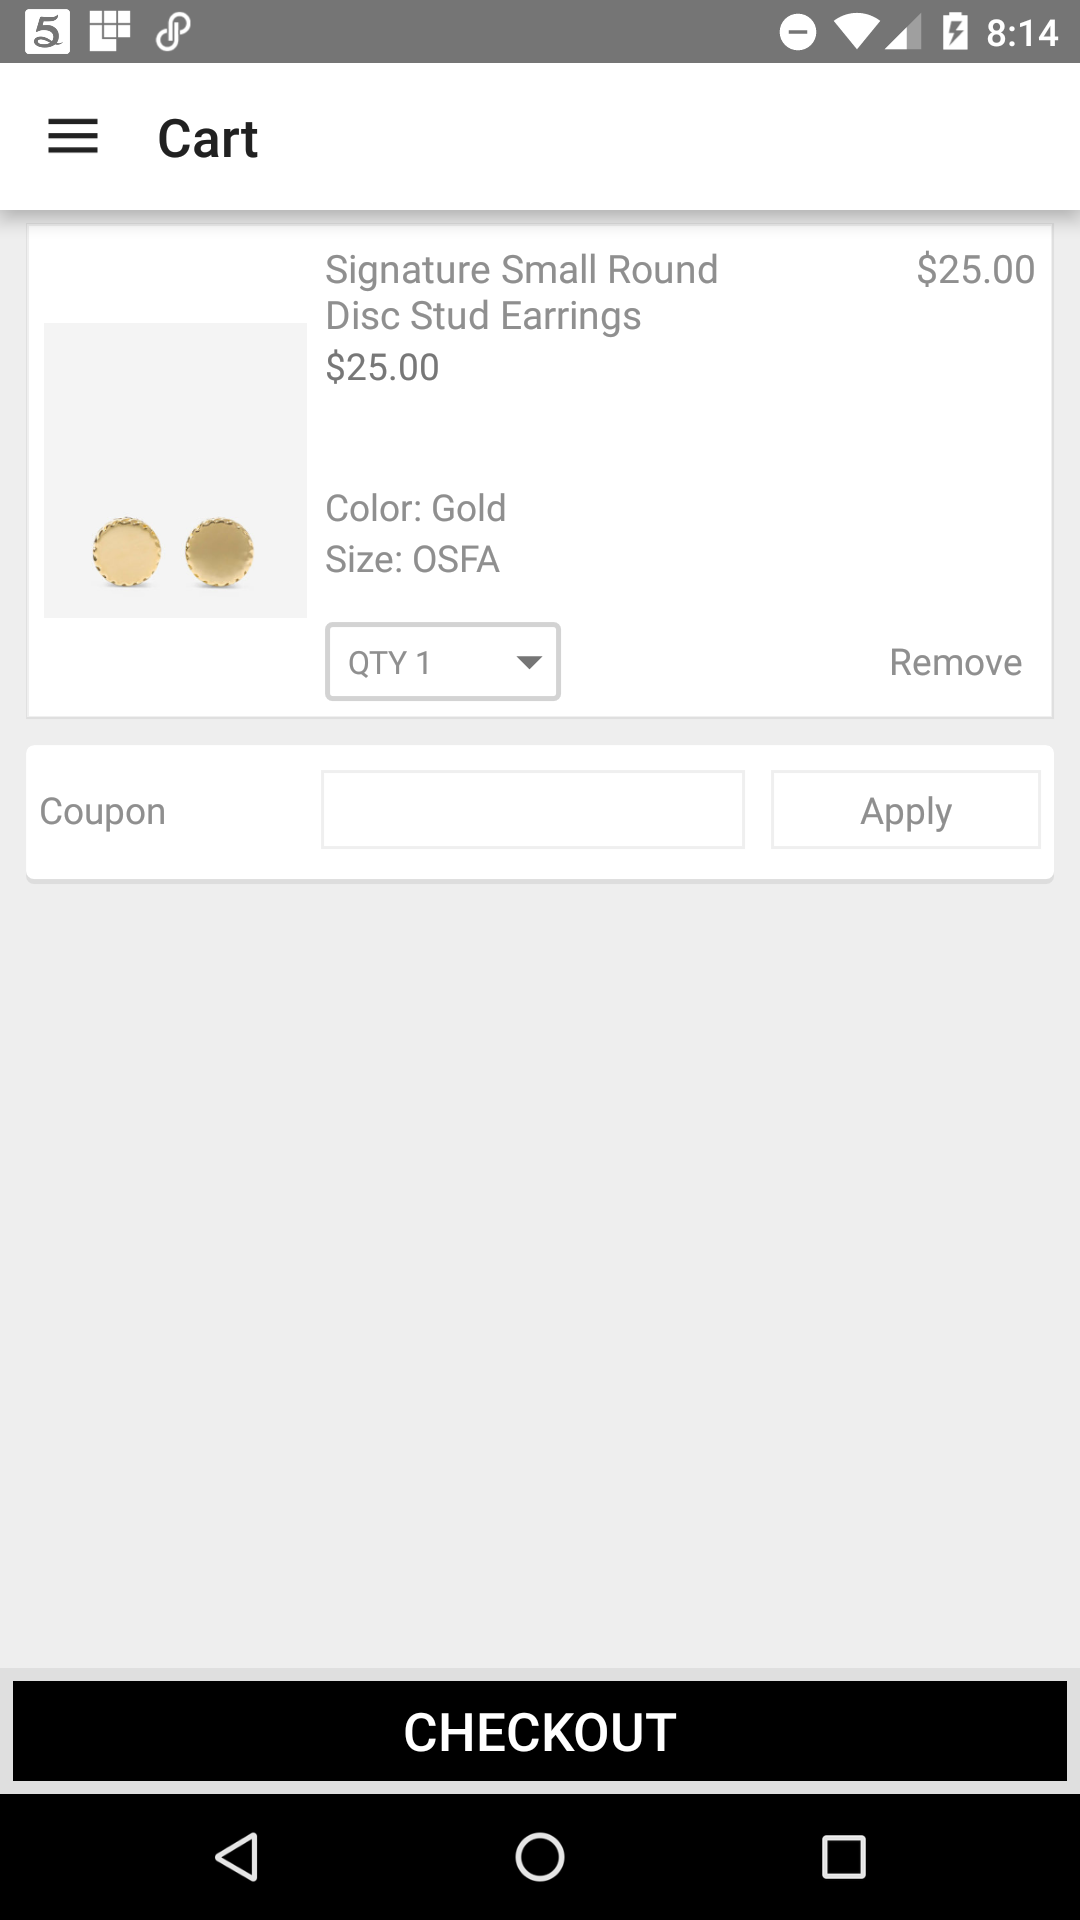 5 8:14
Cart
Signature Small Round $25.00
Disc Stud Earrings
$25.00
Color: Gold
Size: OSFA
QTY 1 Remove
Coupon Apply
CHECKOUT